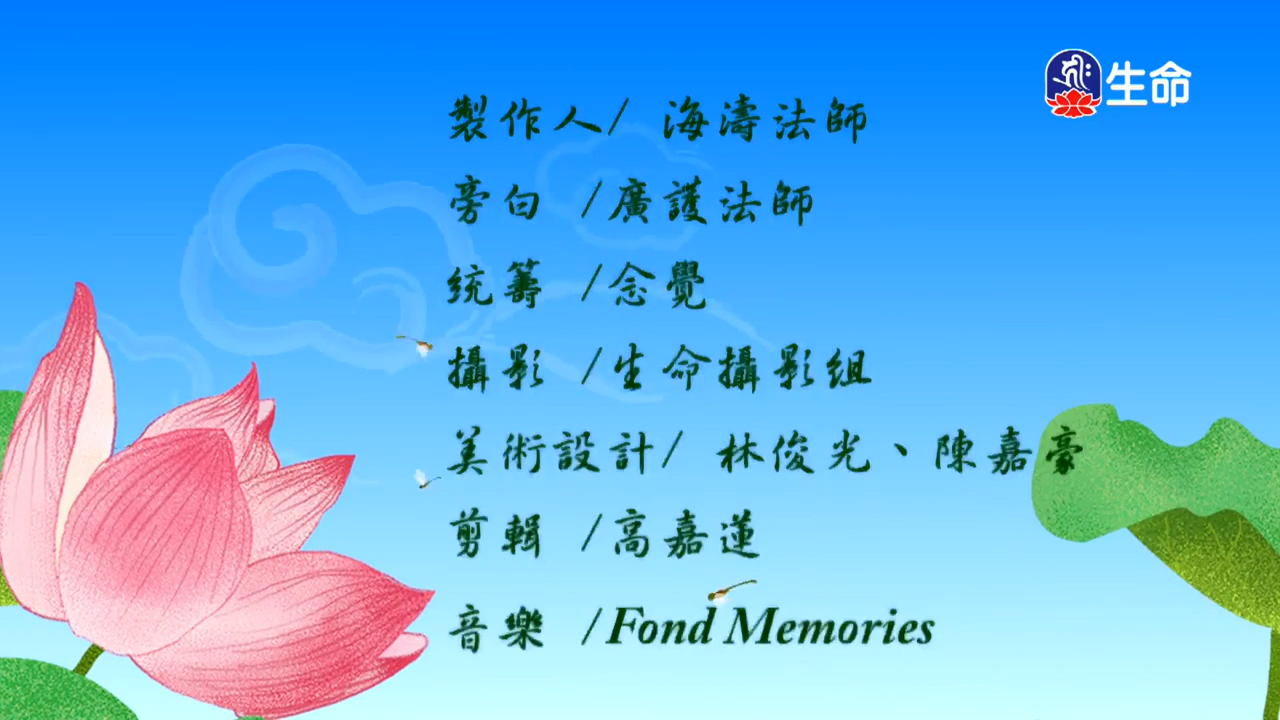 生命
製作人/ 海濤法師
旁白 /廣護法師
統籌 /念覺
攝影 /生命攝影組
美術設計/ 林俊光、陳嘉豪
剪輯 /高嘉蓮
音樂 /Fond Memories